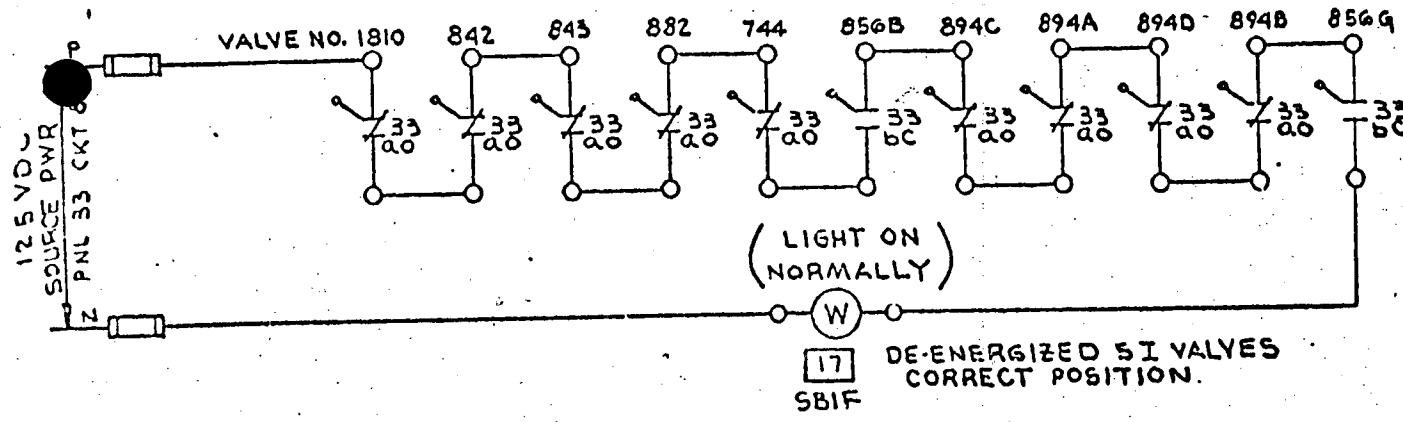 P
VALVE NO. 1810 842 843 882 744 856B 894C 894A 894D 894B 856G
33 33 33 33 33 33 33 33 33 33 33
ao ao ao ao ao bC ao ao ao ao bC
125 VDC
SOURCE PWR
PNL 33 CKT 8
N
(LIGHT ON
NORMALLY)
W
17
SBIF
DE-ENERGIZED SI VALVES
CORRECT POSITION.